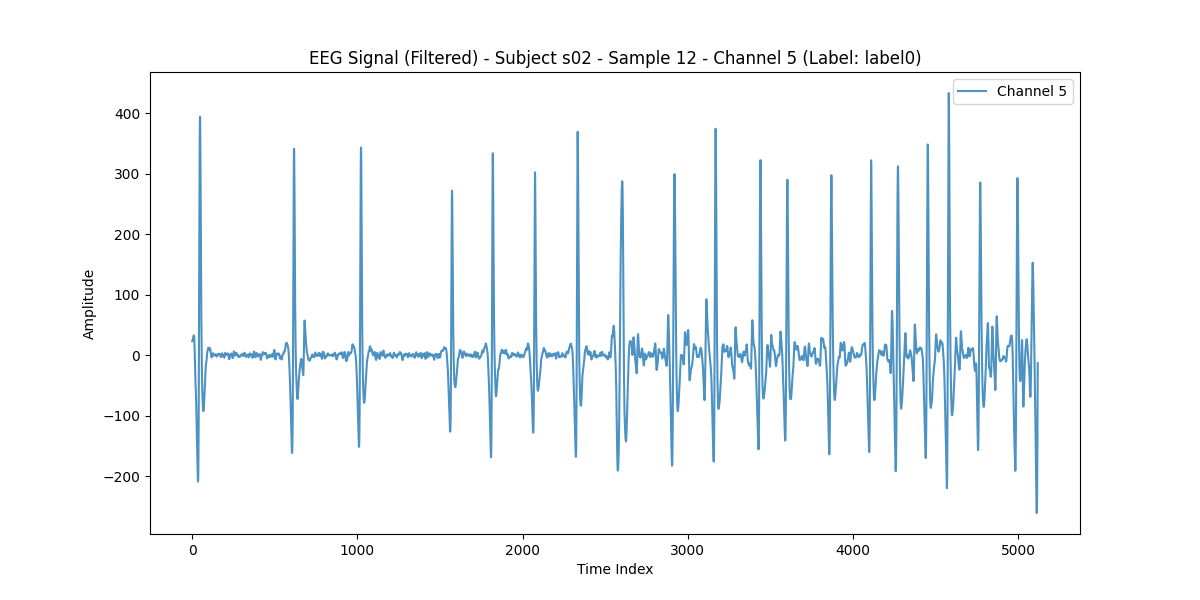 EEG Signal (Filtered) - Subject s02 - Sample 12 - Channel 5 (Label: label0)
Channel 5
400
300
200
100
0
−100
−200
Amplitude
0 1000 2000 3000 4000 5000
Time Index